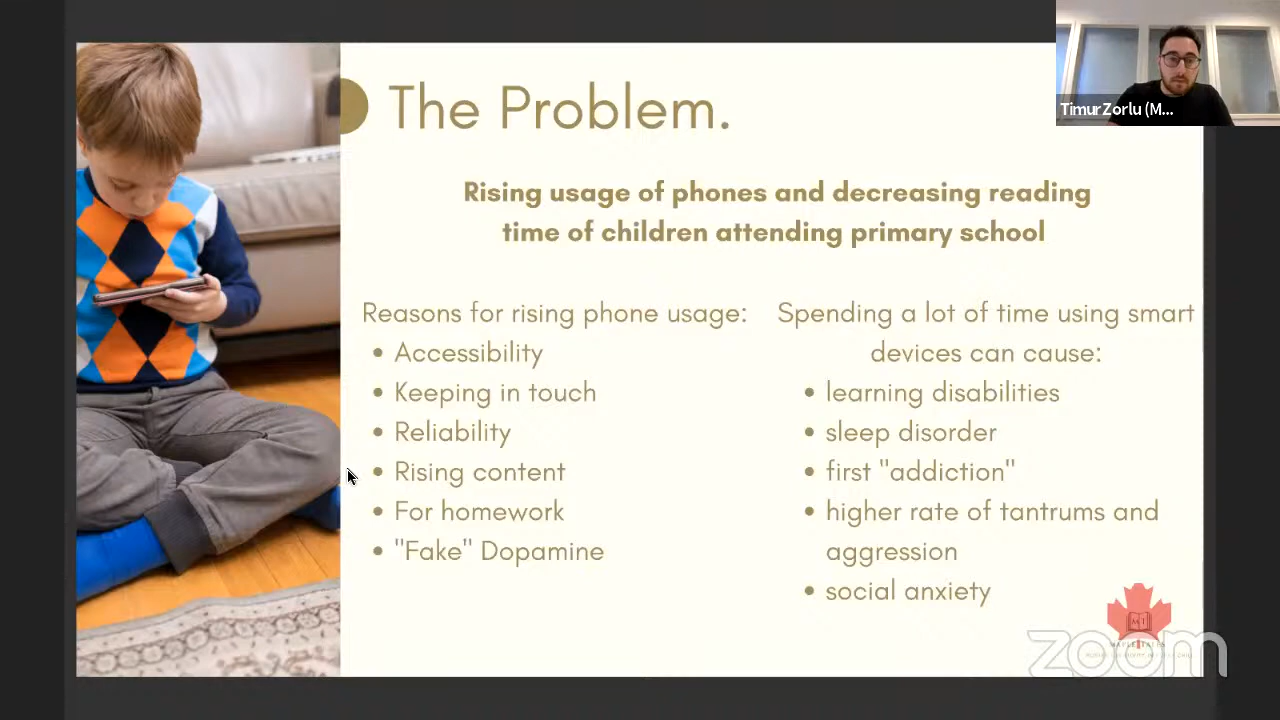 The Problem.
Timur Zorlu (M...
Rising usage of phones and decreasing reading
time of children attending primary school
Reasons for rising phone usage:
• Accessibility
• Keeping in touch
• Reliability
• Rising content
• For homework
• "Fake" Dopamine
Spending a lot of time using smart
devices can cause:
• learning disabilities
• sleep disorder
• first "addiction"
• higher rate of tantrums and
aggression
• social anxiety
MT
zoom